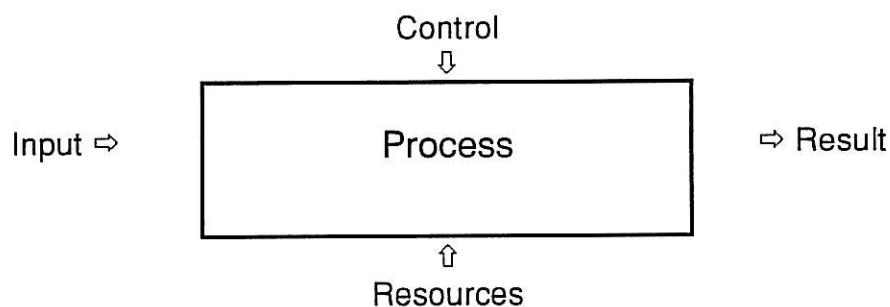 Control
⇩
Input ⇨ Process ⇨ Result
⇧
Resources